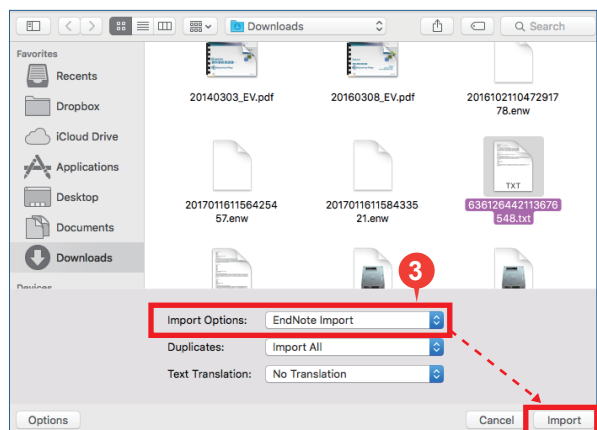 Downloads
Search
Favorites
Recents
Dropbox
iCloud Drive
Applications
Desktop
Documents
Downloads
Devices
20140303_EV.pdf
20160308_EV.pdf
2016102110472917
78.enw
2017011611564254
57.enw
2017011611584335
21.enw
TXT
636126442113676
548.txt
3
Import Options: EndNote Import
Duplicates: Import All
Text Translation: No Translation
Options
Cancel
Import